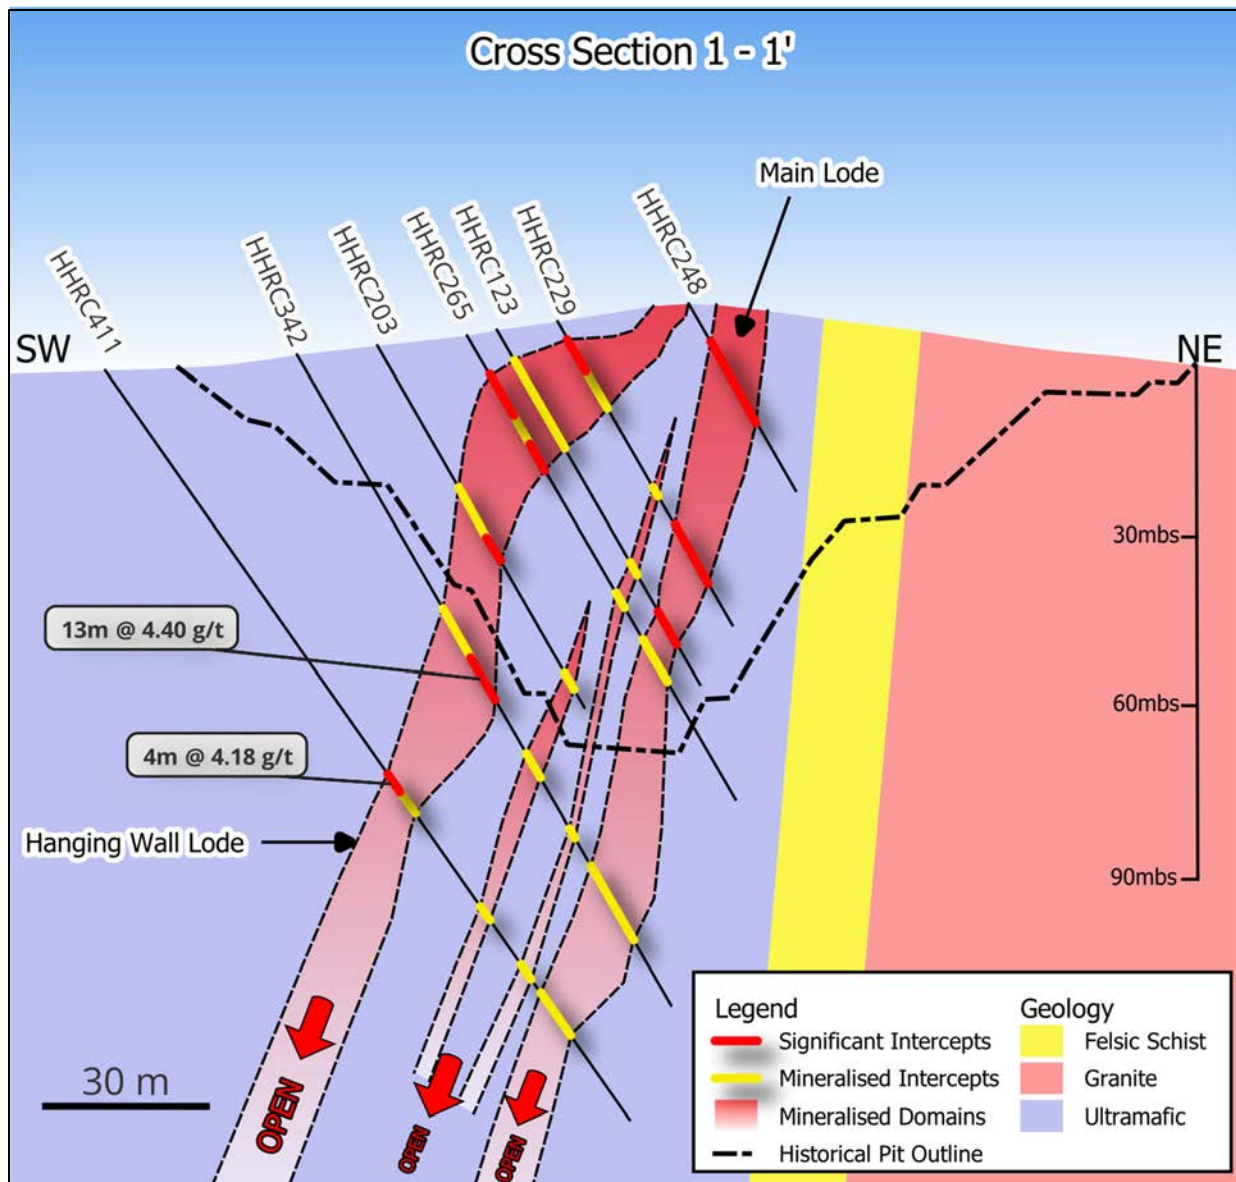 Cross Section 1 - 1'
Main Lode
HHRC411
HHRC342
HHRC203
HHRC265
HHRC123
HHRC229
HHRC248
SW
NE
30mbs
13m @ 4.40 g/t
60mbs
4m @ 4.18 g/t
Hanging Wall Lode
90mbs
OPEN
OPEN
OPEN
30 m
Legend
Significant Intercepts
Mineralised Intercepts
Mineralised Domains
Historical Pit Outline
Geology
Felsic Schist
Granite
Ultramafic